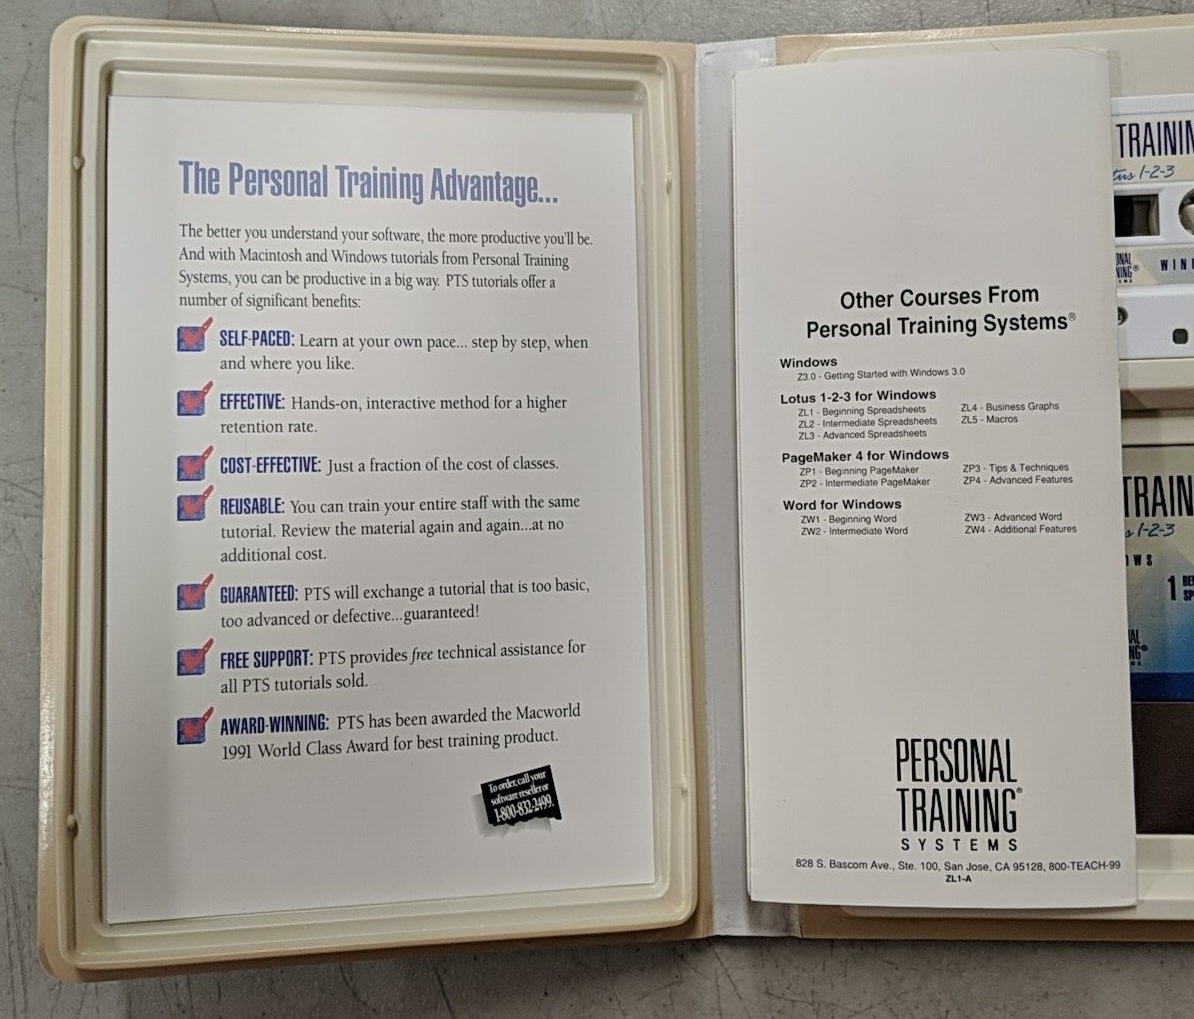 The Personal Training Advantage...
The better you understand your software, the more productive you'll be.
And with Macintosh and Windows tutorials from Personal Training
Systems, you can be productive in a big way. PTS tutorials offer a
number of significant benefits:
SELF-PACED: Learn at your own pace... step by step, when
and where you like.
EFFECTIVE: Hands-on, interactive method for a higher
retention rate.
COST-EFFECTIVE: Just a fraction of the cost of classes.
REUSABLE: You can train your entire staff with the same
tutorial. Review the material again and again...at no
additional cost.
GUARANTEED: PTS will exchange a tutorial that is too basic,
too advanced or defective...guaranteed!
FREE SUPPORT: PTS provides free technical assistance for
all PTS tutorials sold.
AWARD-WINNING: PTS has been awarded the Macworld
1991 World Class Award for best training product.
To order, call your
software reseller or
1-800-832-2499.
Other Courses From
Personal Training Systems®
Windows
Z3.0 - Getting Started with Windows 3.0
Lotus 1-2-3 for Windows
ZL1 - Beginning Spreadsheets
ZL2 - Intermediate Spreadsheets
ZL3 - Advanced Spreadsheets
ZL4 - Business Graphs
ZL5 - Macros
PageMaker 4 for Windows
ZP1 - Beginning PageMaker
ZP2 - Intermediate PageMaker
ZP3 - Tips & Techniques
ZP4 - Advanced Features
Word for Windows
ZW1 - Beginning Word
ZW2 - Intermediate Word
ZW3 - Advanced Word
ZW4 - Additional Features
PERSONAL
TRAINING®
SYSTEMS
828 S. Bascom Ave., Ste. 100, San Jose, CA 95128, 800-TEACH-99
ZL1-A
TRAININ
tus 1-2-3
NAL
NING®
WIN
TRAIN
s 1-2-3
OWS
1
AL
NG®